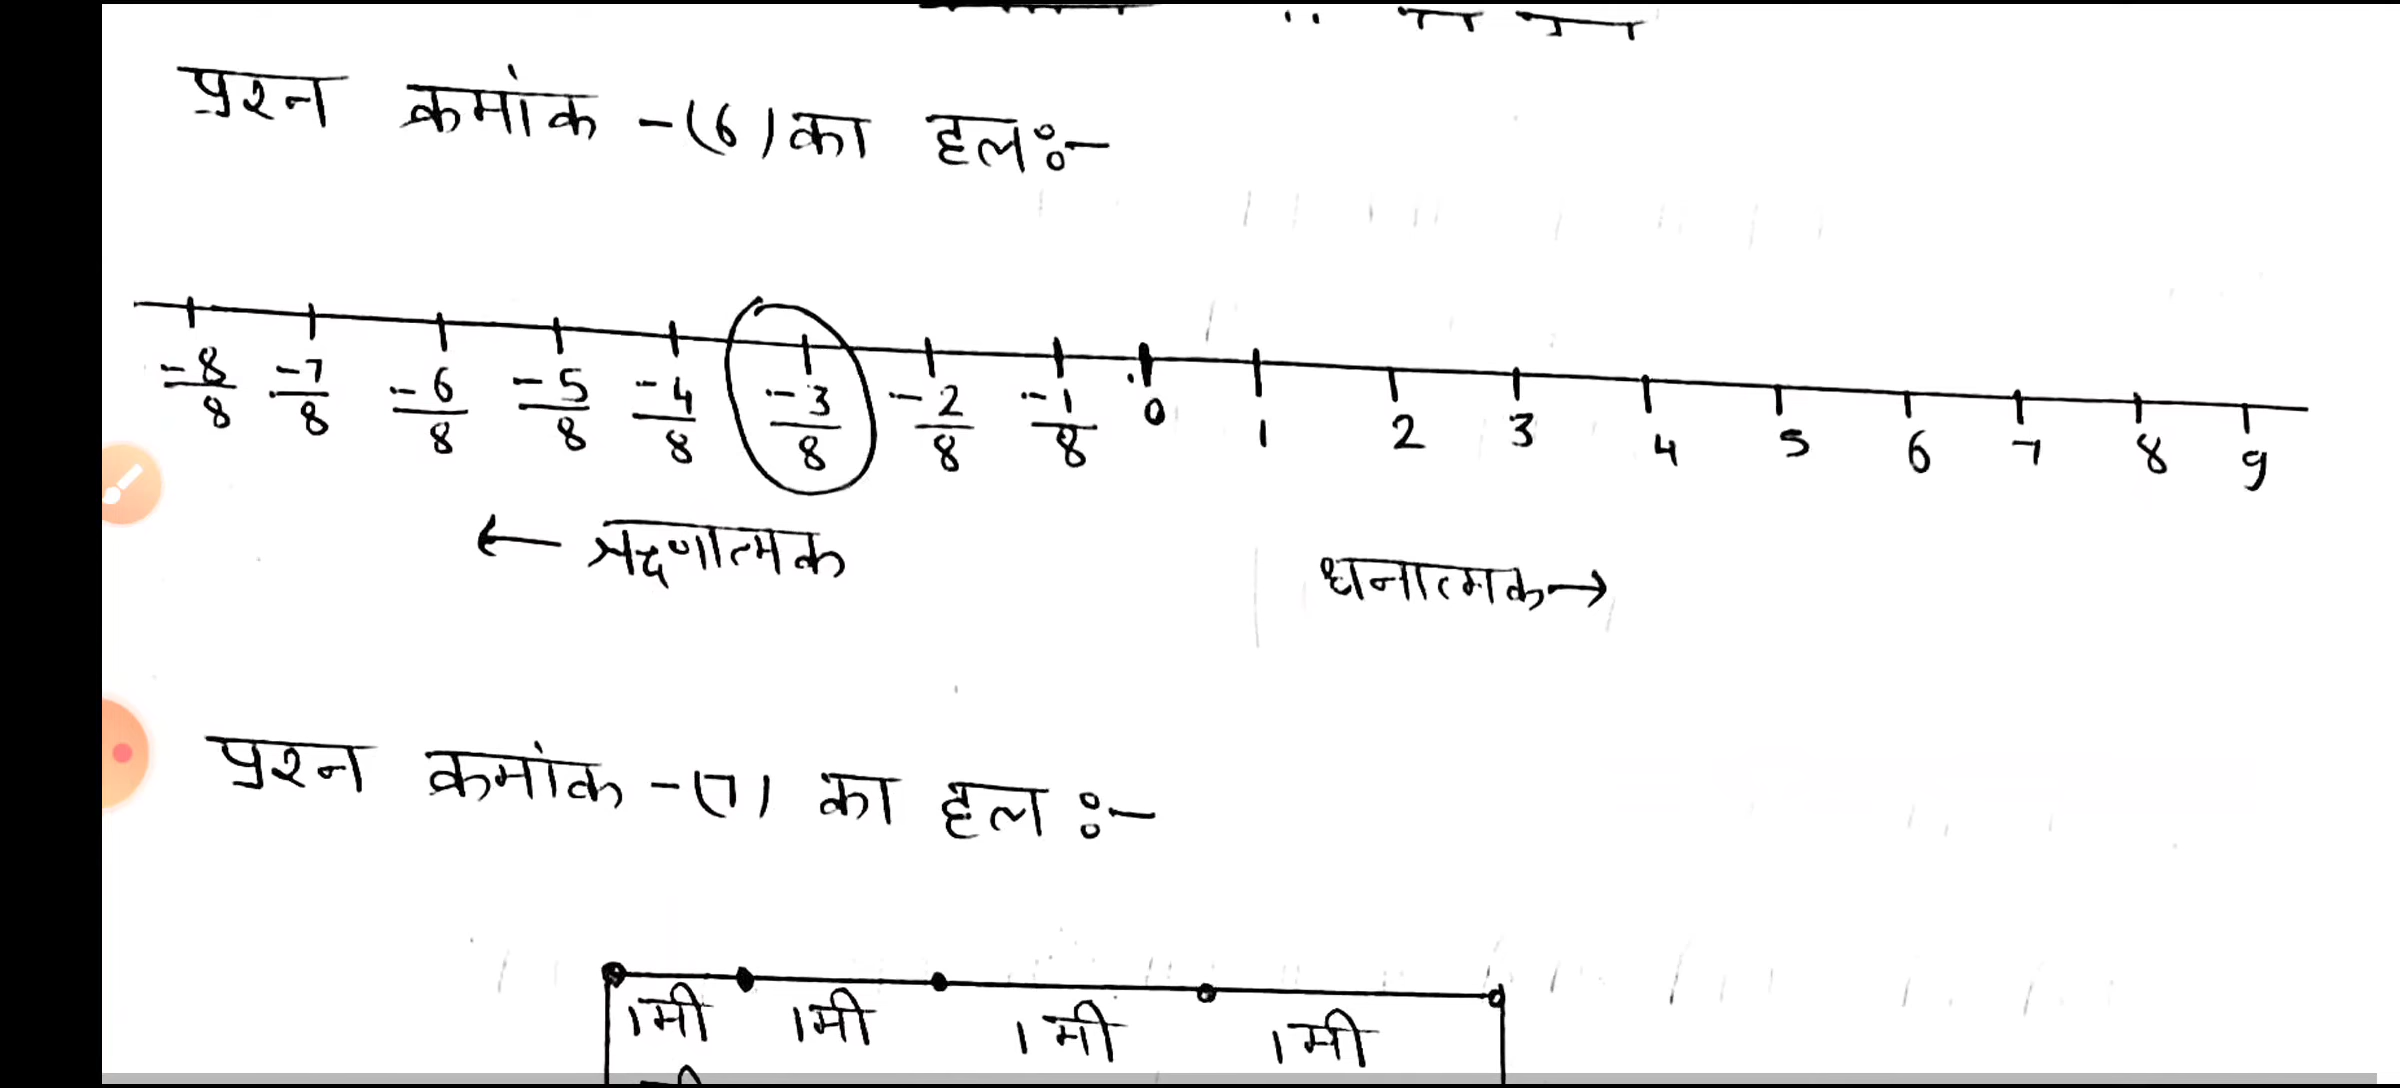 प्रश्न क्रमांक -(6) का हल :-
-8/8 -7/8 -6/8 -5/8 -4/8 -3/8 -2/8 -1/8 0 1 2 3 4 5 6 7 8 9
← ऋणात्मक धनात्मक →
प्रश्न क्रमांक -(7) का हल :-
1मी 1मी 1मी 1मी